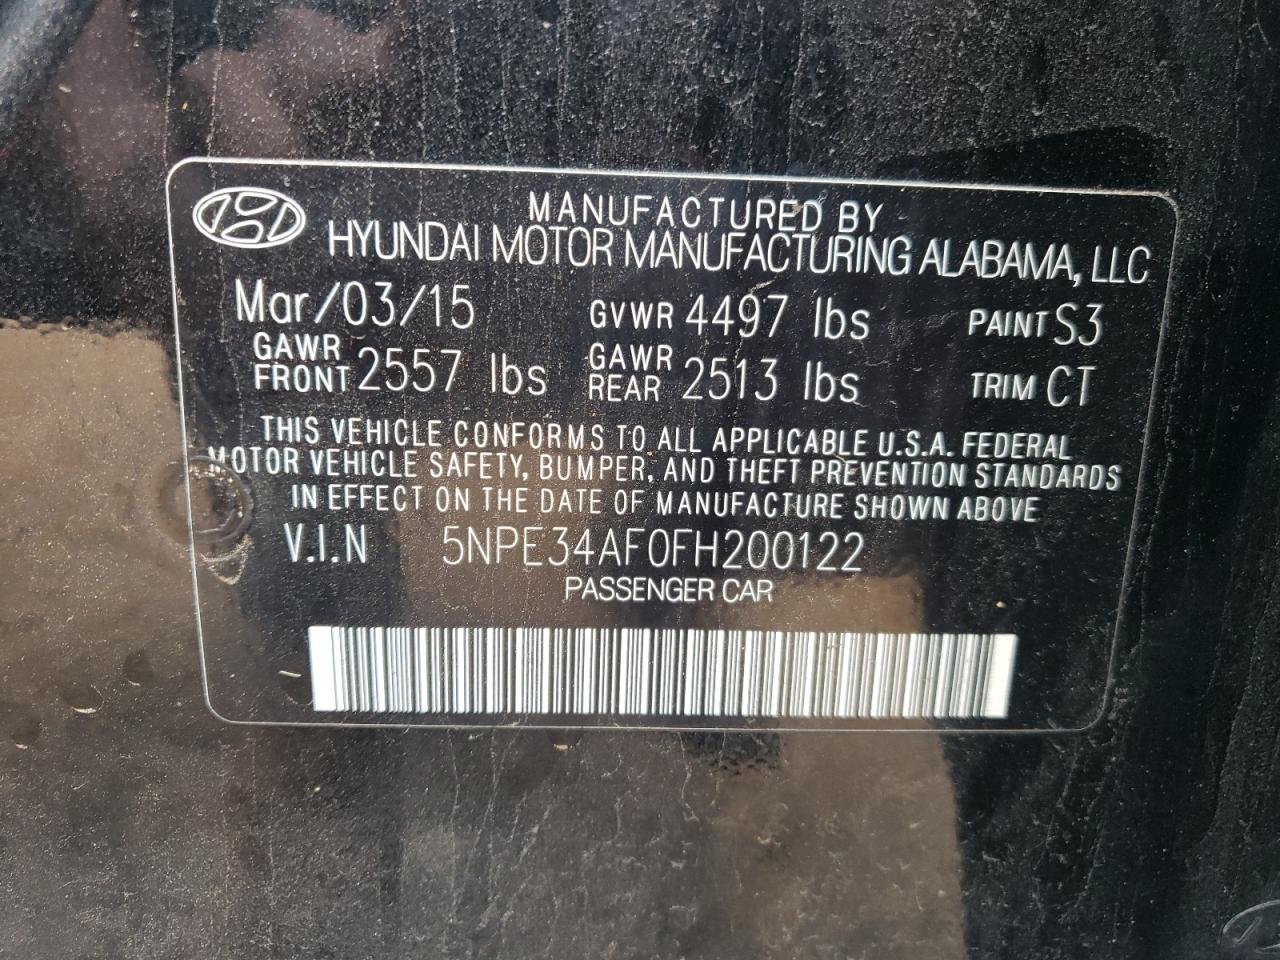 MANUFACTURED BY
HYUNDAI MOTOR MANUFACTURING ALABAMA, LLC
Mar/03/15 GVWR 4497 lbs PAINT S3
GAWR FRONT 2557 lbs GAWR REAR 2513 lbs TRIM CT
THIS VEHICLE CONFORMS TO ALL APPLICABLE U.S.A. FEDERAL
MOTOR VEHICLE SAFETY, BUMPER, AND THEFT PREVENTION STANDARDS
IN EFFECT ON THE DATE OF MANUFACTURE SHOWN ABOVE
V.I.N 5NPE34AF0FH200122
PASSENGER CAR